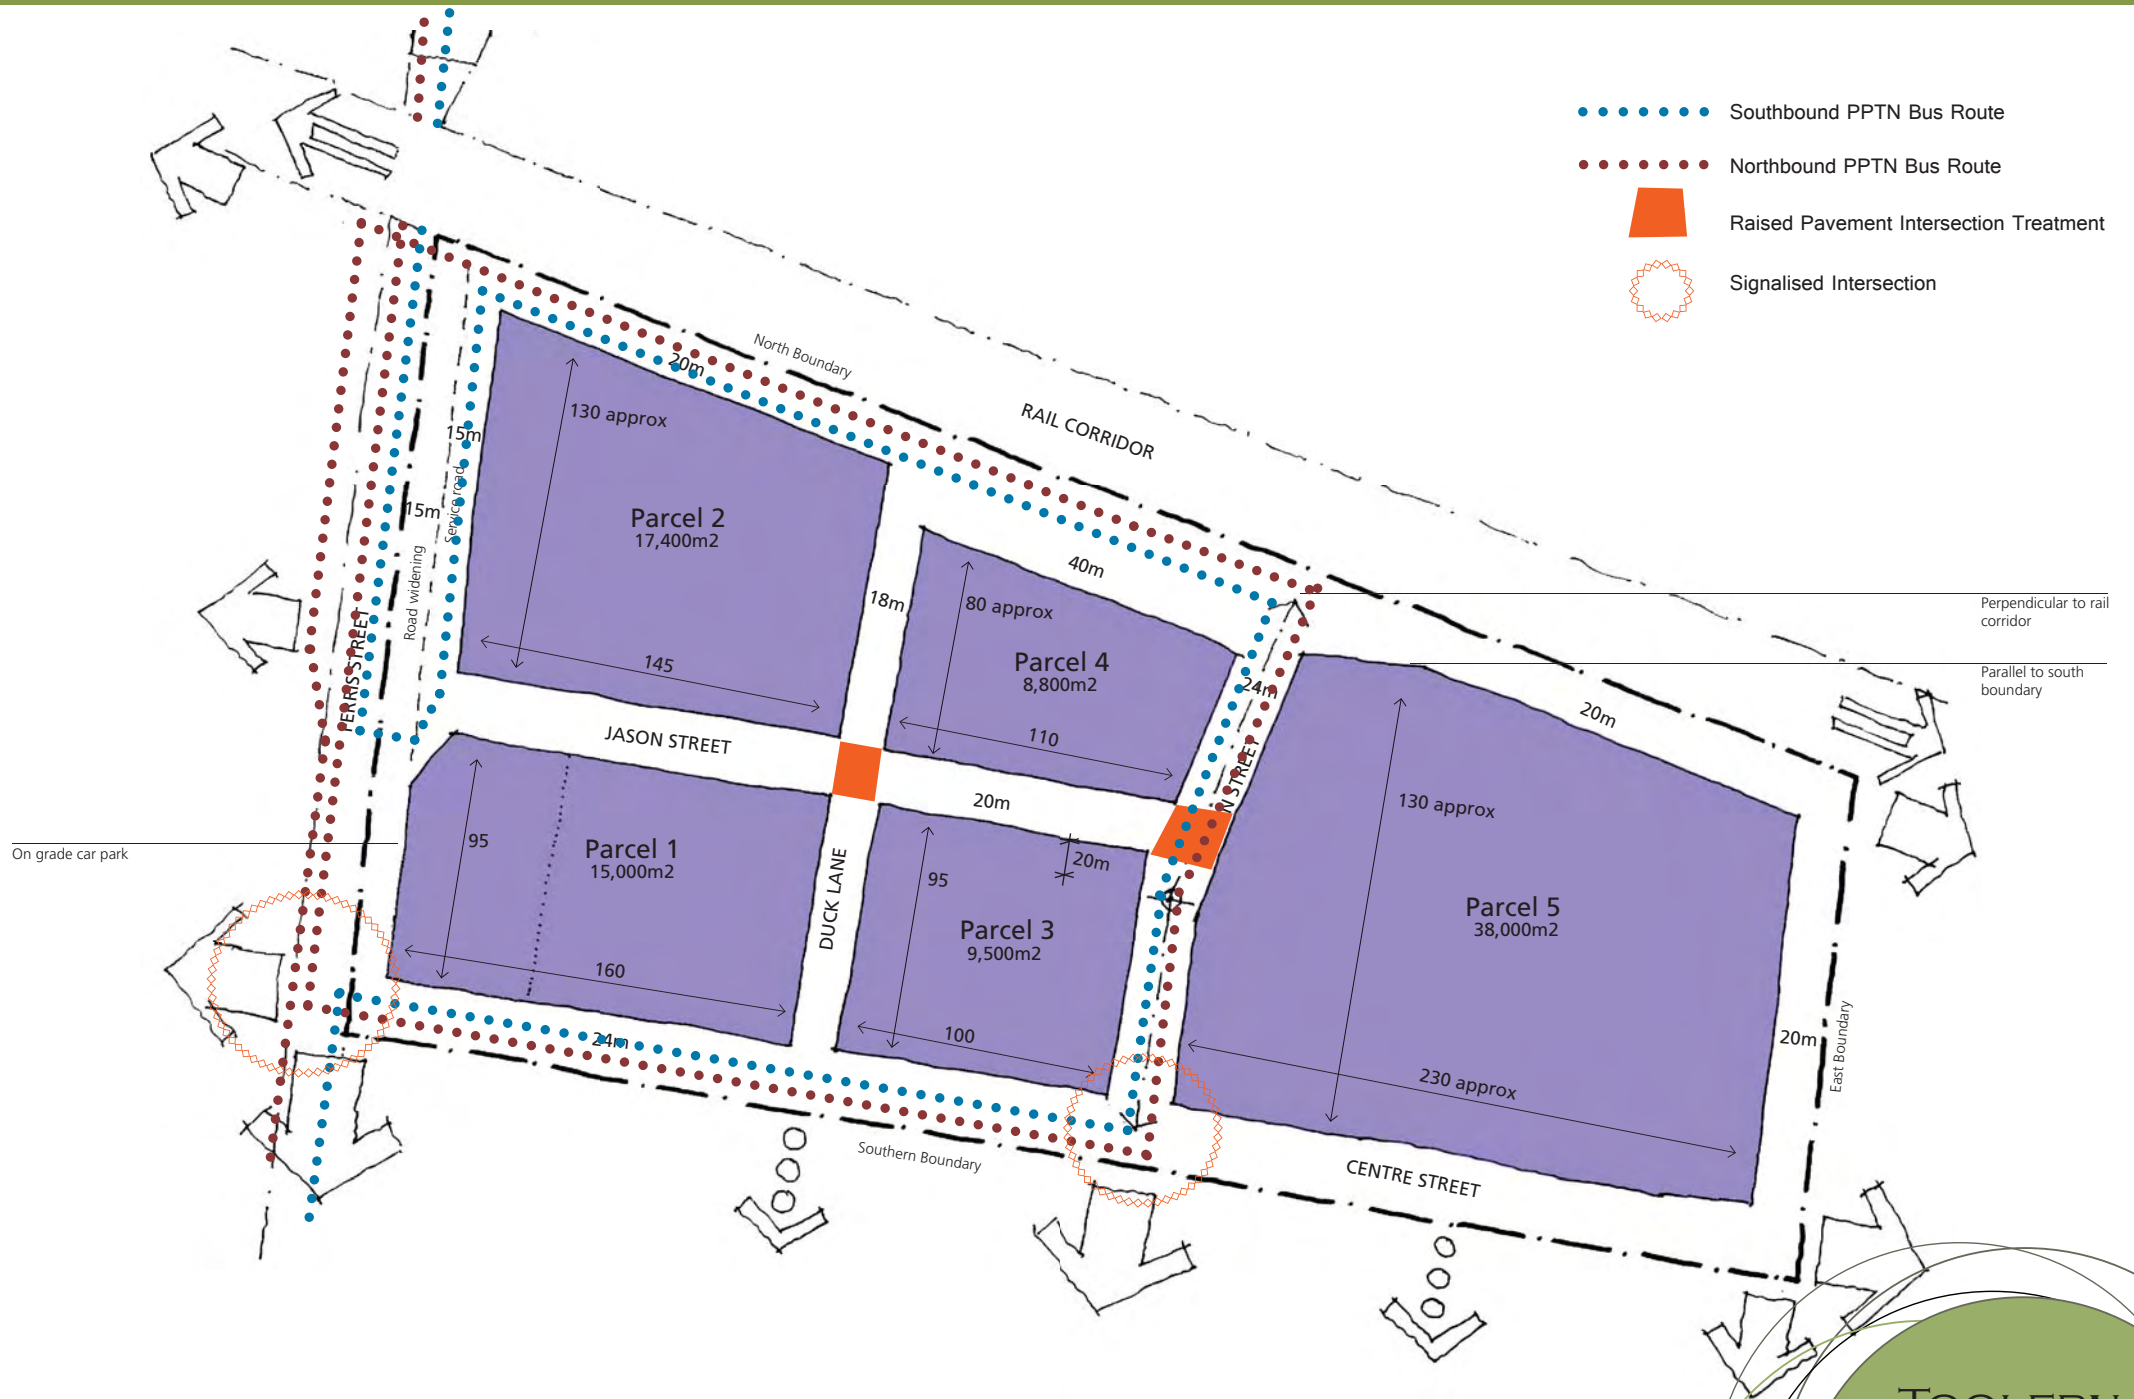 Southbound PPTN Bus Route
Northbound PPTN Bus Route
Raised Pavement Intersection Treatment
Signalised Intersection
North Boundary
20m
RAIL CORRIDOR
130 approx
15m
Service road
15m
Road widening
Parcel 2
17,400m2
145
18m
40m
80 approx
Parcel 4
8,800m2
110
24m
Perpendicular to rail
corridor
Parallel to south
boundary
20m
FERRIS STREET
JASON STREET
20m
N STREET
130 approx
On grade car park
95
Parcel 1
15,000m2
160
DUCK LANE
20m
95
Parcel 3
9,500m2
100
Parcel 5
38,000m2
230 approx
20m
East Boundary
24m
Southern Boundary
CENTRE STREET